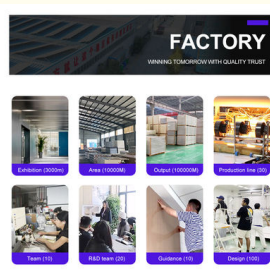 FACTORY
WINNING TOMORROW WITH QUALITY TRUST
Exhibition (3000m)
Area (10000M)
Output (100000M)
Production line (30)
Team (10)
R&D team (20)
Guidance (10)
Design (100)